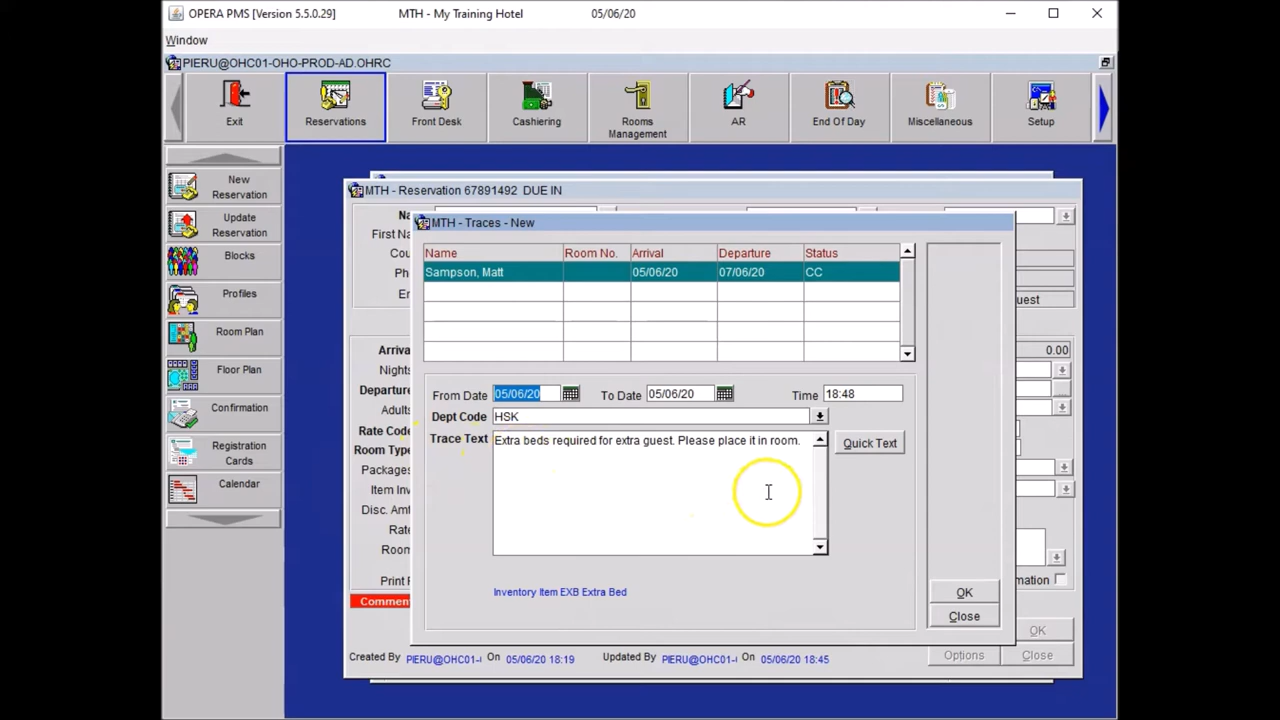 OPERA PMS [Version 5.5.0.29] MTH - My Training Hotel 05/06/20
Window
PIERU@OHC01-OHO-PROD-AD.OHRC
Exit
Reservations
Front Desk
Cashiering
Rooms Management
AR
End Of Day
Miscellaneous
Setup
New Reservation
Update Reservation
Blocks
Profiles
Room Plan
Floor Plan
Confirmation
Registration Cards
Calendar
MTH - Reservation 67891492 DUE IN
MTH - Traces - New
Name Room No. Arrival Departure Status
Sampson, Matt 05/06/20 07/06/20 CC
From Date 05/06/20 To Date 05/06/20 Time 18:48
Dept Code HSK
Trace Text Extra beds required for extra guest. Please place it in room. Quick Text
Inventory Item EXB Extra Bed
OK
Close
Na
First Na
Cou
Ph
Er
uest
Arriva
0.00
Nights
Departure
Adults
Rate Code
Room Type
Packages
Item Inv
Disc. Amt
Rate
Room
Print F
mation
Commen
OK
Options Close
Created By PIERU@OHC01-( On 05/06/20 18:19 Updated By PIERU@OHC01-( On 05/06/20 18:45